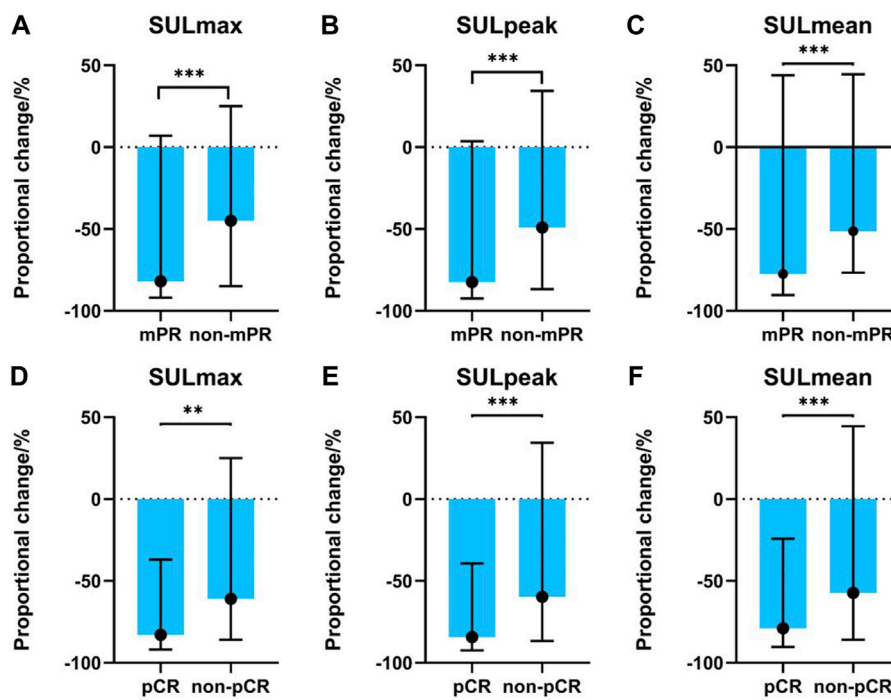 A SULmax
B SULpeak
C SULmean
Proportional change/%
50
0
-50
-100
***
mPR non-mPR
Proportional change/%
50
0
-50
-100
***
mPR non-mPR
Proportional change/%
50
0
-50
-100
***
mPR non-mPR
D SULmax
E SULpeak
F SULmean
Proportional change/%
50
0
-50
-100
**
pCR non-pCR
Proportional change/%
50
0
-50
-100
***
pCR non-pCR
Proportional change/%
50
0
-50
-100
***
pCR non-pCR